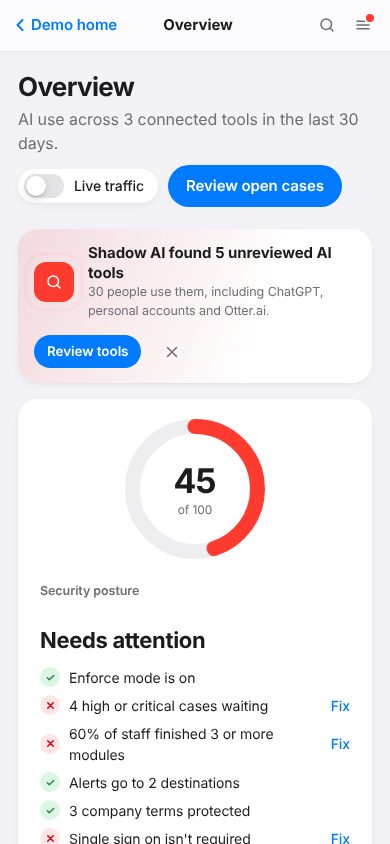 Demo home
Overview
Overview
AI use across 3 connected tools in the last 30
days.
Live traffic
Review open cases
Shadow AI found 5 unreviewed AI
tools
30 people use them, including ChatGPT,
personal accounts and Otter.ai.
Review tools
45
of 100
Security posture
Needs attention
Enforce mode is on
4 high or critical cases waiting
Fix
60% of staff finished 3 or more
modules
Fix
Alerts go to 2 destinations
3 company terms protected
Single sign on isn't required
Fix